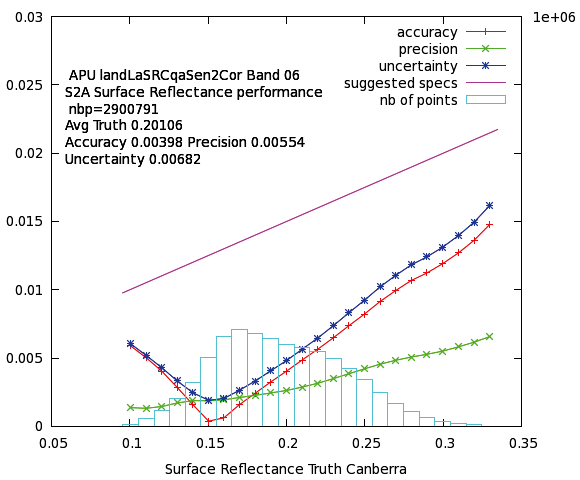 0.03
1e+06
accuracy
precision
uncertainty
suggested specs
nb of points
APU landLaSRCqaSen2Cor Band 06
S2A Surface Reflectance performance
nbp=2900791
Avg Truth 0.20106
Accuracy 0.00398 Precision 0.00554
Uncertainty 0.00682
0.025
0.02
0.015
0.01
0.005
0
0.05 0.1 0.15 0.2 0.25 0.3 0.35
Surface Reflectance Truth Canberra